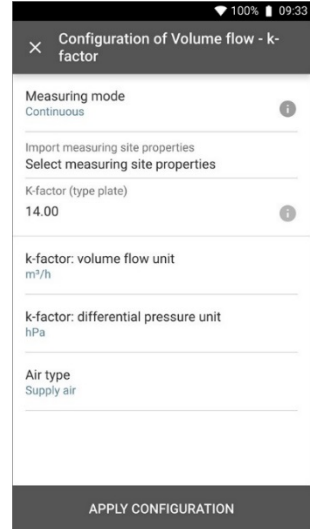 100% 09:33
Configuration of Volume flow - k-
factor
Measuring mode
Continuous
Import measuring site properties
Select measuring site properties
K-factor (type plate)
14.00
k-factor: volume flow unit
m³/h
k-factor: differential pressure unit
hPa
Air type
Supply air
APPLY CONFIGURATION